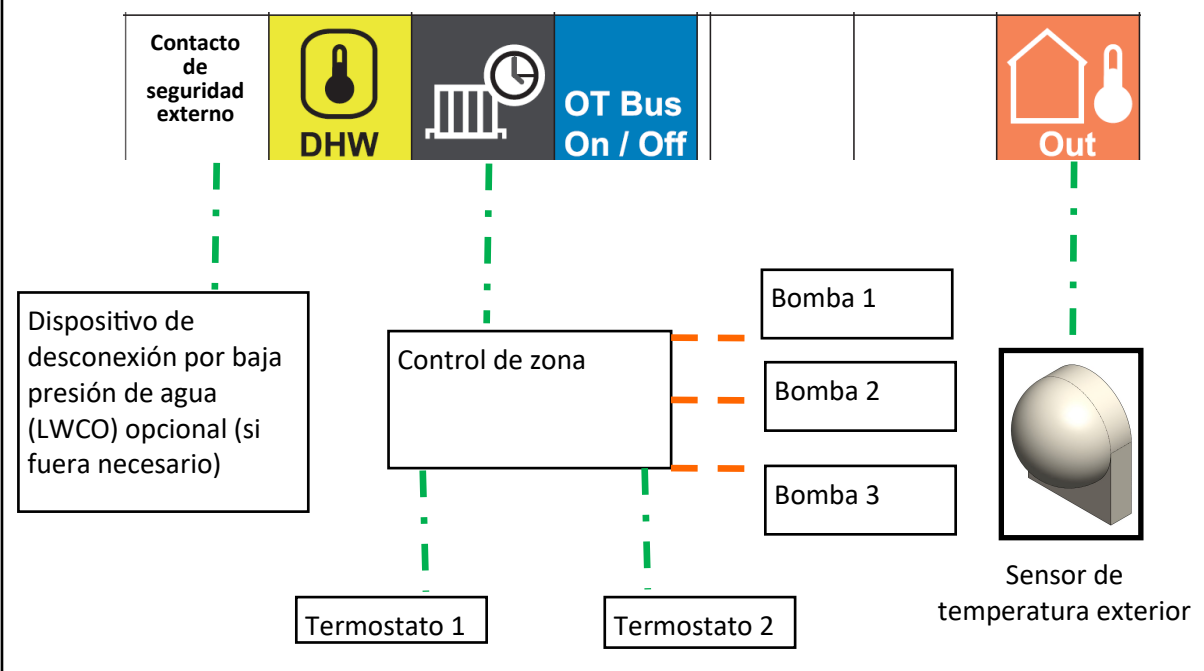 Contacto
de
seguridad
externo
DHW
OT Bus
On / Off
Out
Dispositivo de
desconexión por baja
presión de agua
(LWCO) opcional (si
fuera necesario)
Control de zona
Bomba 1
Bomba 2
Bomba 3
Termostato 1
Termostato 2
Sensor de
temperatura exterior